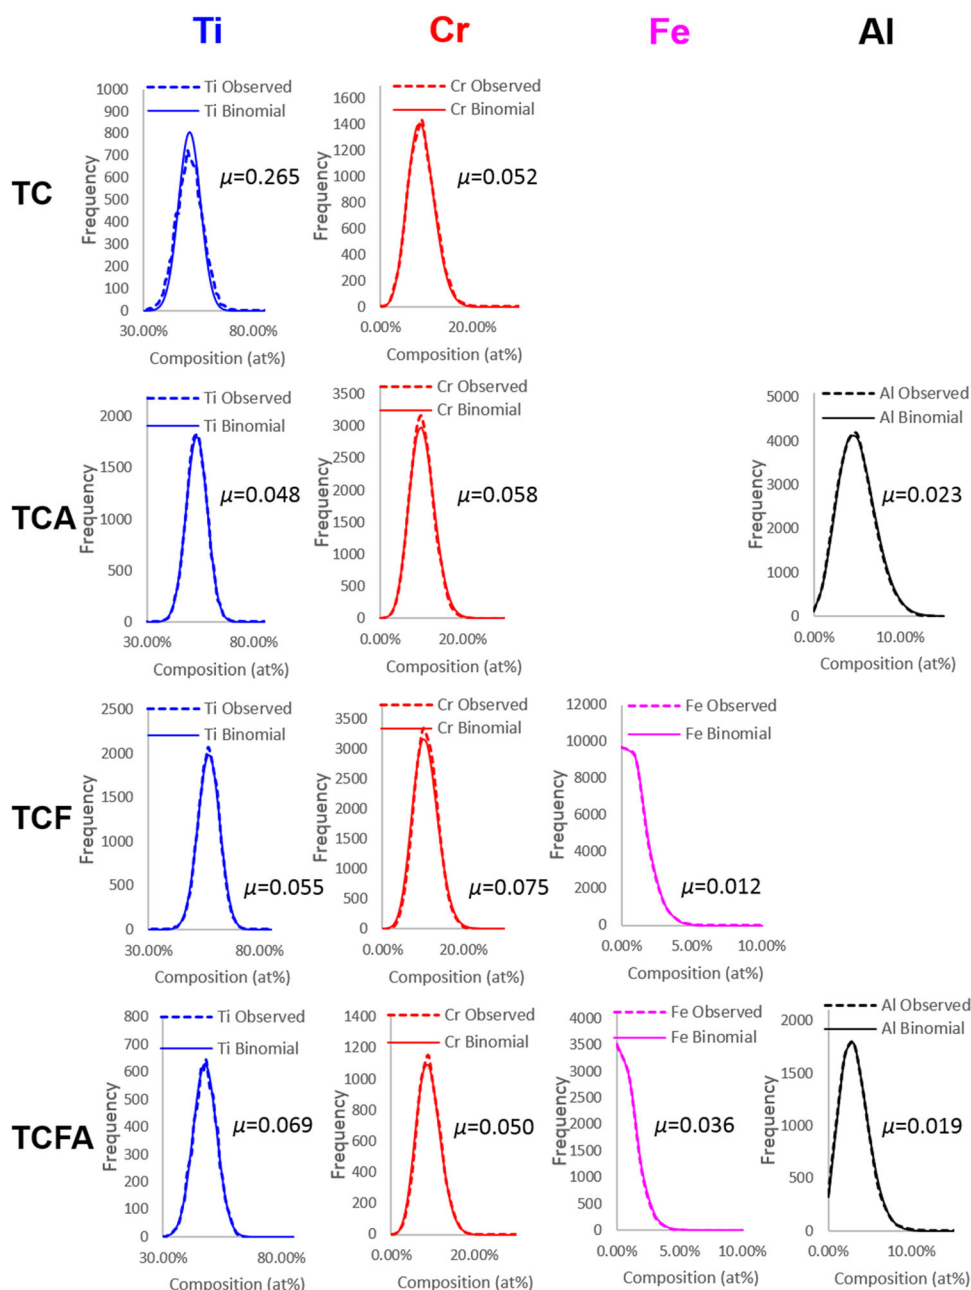 Ti Cr Fe Al
TC
Ti Observed
Ti Binomial
1000
900
800
700
600
500
400
300
200
100
0
Frequency
μ=0.265
30.00% 80.00%
Composition (at%)
Cr Observed
Cr Binomial
1600
1400
1200
1000
800
600
400
200
0
Frequency
μ=0.052
0.00% 20.00%
Composition (at%)
TCA
Ti Observed
Ti Binomial
2000
1500
1000
500
0
Frequency
μ=0.048
30.00% 80.00%
Composition (at%)
Cr Observed
Cr Binomial
3500
3000
2500
2000
1500
1000
500
0
Frequency
μ=0.058
0.00% 20.00%
Composition (at%)
Al Observed
Al Binomial
5000
4000
3000
2000
1000
0
Frequency
μ=0.023
0.00% 10.00%
Composition (at%)
TCF
Ti Observed
Ti Binomial
2500
2000
1500
1000
500
0
Frequency
μ=0.055
30.00% 80.00%
Composition (at%)
Cr Observed
Cr Binomial
3500
3000
2500
2000
1500
1000
500
0
Frequency
μ=0.075
0.00% 20.00%
Composition (at%)
Fe Observed
Fe Binomial
12000
10000
8000
6000
4000
2000
0
Frequency
μ=0.012
0.00% 5.00% 10.00%
Composition (at%)
TCFA
Ti Observed
Ti Binomial
800
700
600
500
400
300
200
100
0
Frequency
μ=0.069
30.00% 80.00%
Composition (at%)
Cr Observed
Cr Binomial
1400
1200
1000
800
600
400
200
0
Frequency
μ=0.050
0.00% 20.00%
Composition (at%)
Fe Observed
Fe Binomial
4000
3500
3000
2500
2000
1500
1000
500
0
Frequency
μ=0.036
0.00% 5.00% 10.00%
Composition (at%)
Al Observed
Al Binomial
2000
1500
1000
500
0
Frequency
μ=0.019
0.00% 10.00%
Composition (at%)